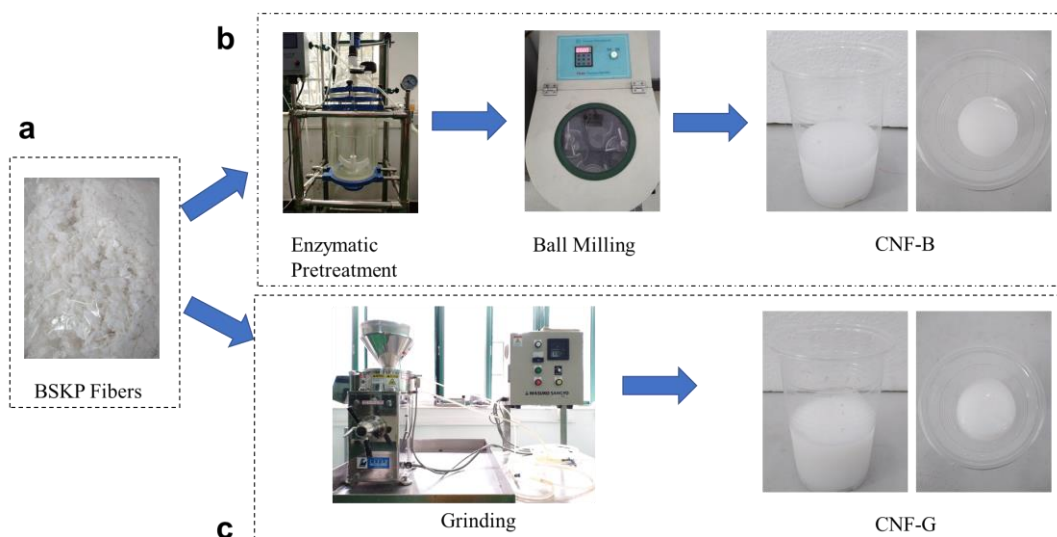 a
BSKP Fibers
b
Enzymatic
Pretreatment
Ball Milling
CNF-B
c
Grinding
CNF-G